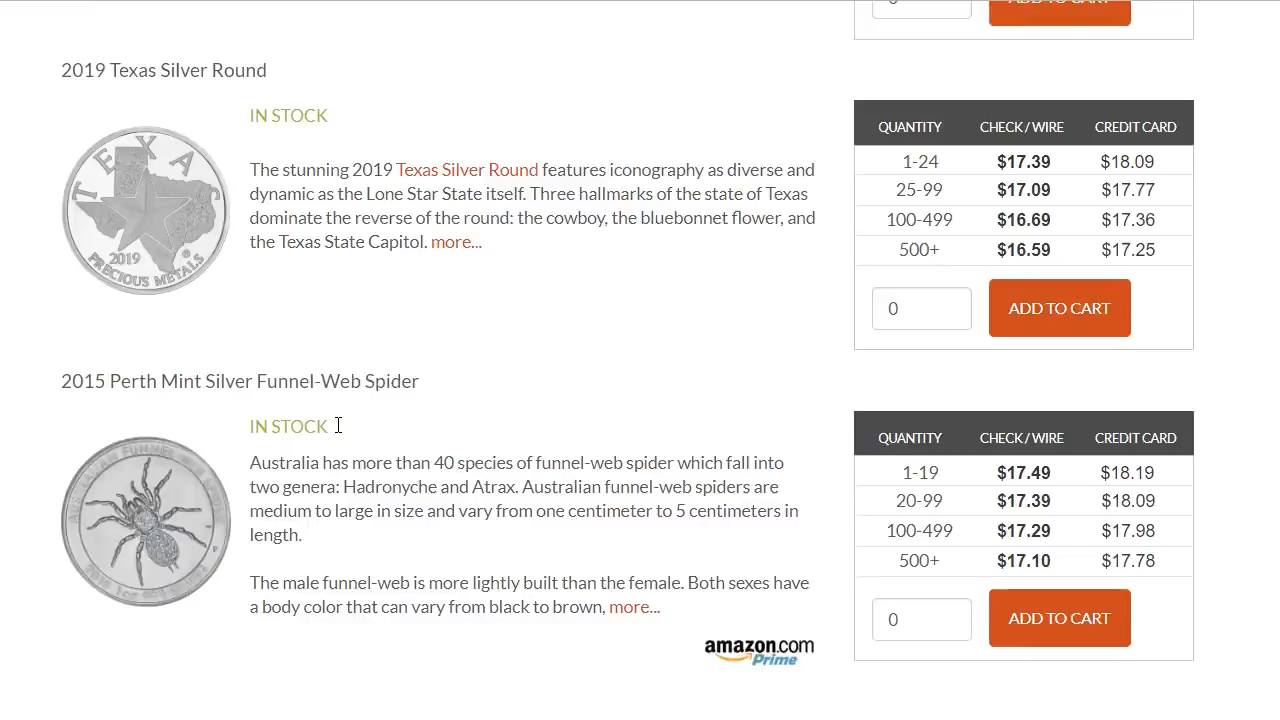 ADD TO CART
2019 Texas Silver Round
TEXAS
2019
®
PRECIOUS METALS
IN STOCK
The stunning 2019 Texas Silver Round features iconography as diverse and
dynamic as the Lone Star State itself. Three hallmarks of the state of Texas
dominate the reverse of the round: the cowboy, the bluebonnet flower, and
the Texas State Capitol. more...
QUANTITY CHECK / WIRE CREDIT CARD
1-24 $17.39 $18.09
25-99 $17.09 $17.77
100-499 $16.69 $17.36
500+ $16.59 $17.25
0 ADD TO CART
2015 Perth Mint Silver Funnel-Web Spider
IN STOCK
Australia has more than 40 species of funnel-web spider which fall into
two genera: Hadronyche and Atrax. Australian funnel-web spiders are
medium to large in size and vary from one centimeter to 5 centimeters in
length.
The male funnel-web is more lightly built than the female. Both sexes have
a body color that can vary from black to brown, more...
amazon.com
Prime
QUANTITY CHECK / WIRE CREDIT CARD
1-19 $17.49 $18.19
20-99 $17.39 $18.09
100-499 $17.29 $17.98
500+ $17.10 $17.78
0 ADD TO CART